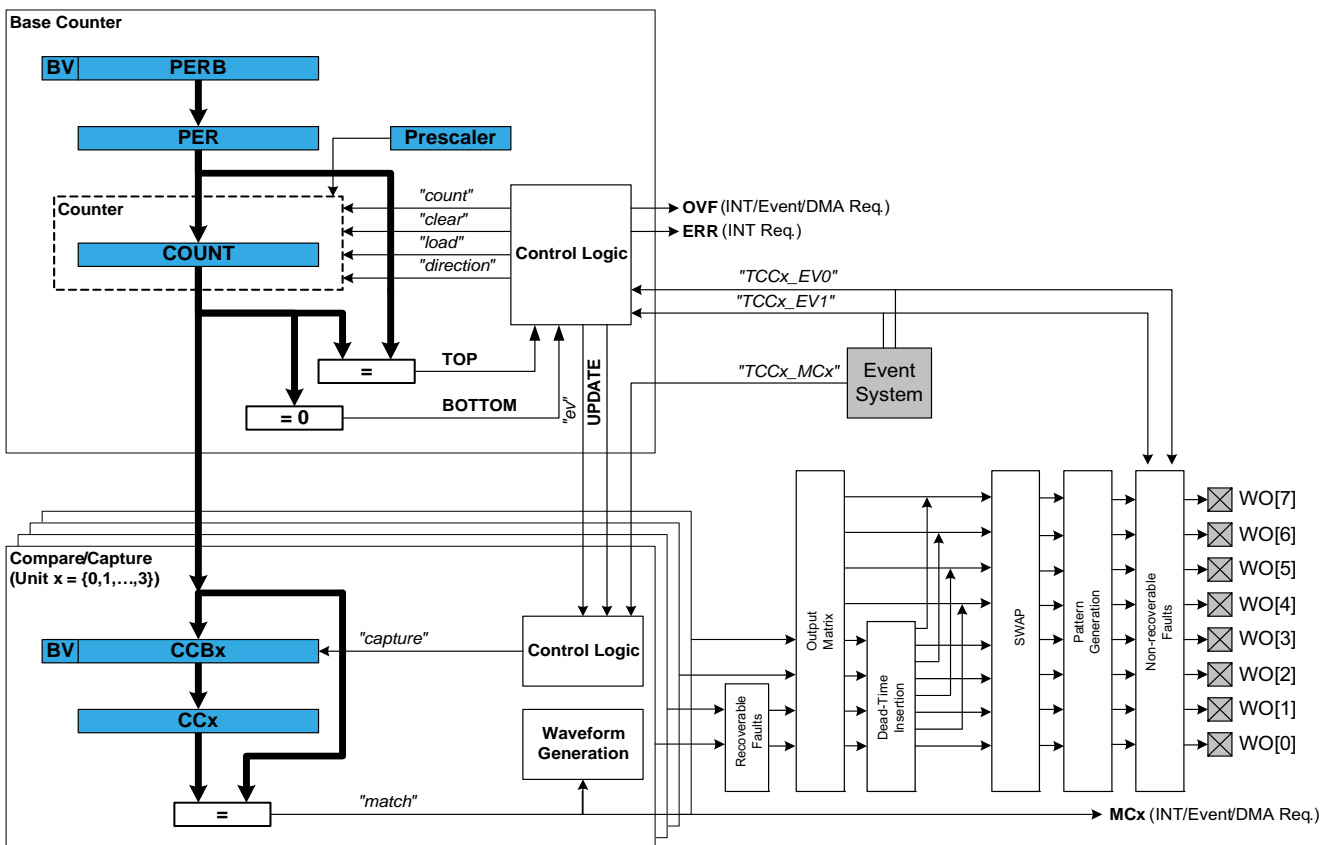 Base Counter
BV
PERB
PER
Prescaler
Counter
COUNT
"count"
"clear"
"load"
"direction"
Control Logic
OVF (INT/Event/DMA Req.)
ERR (INT Req.)
"TCCx_EV0"
"TCCx_EV1"
"TCCx_MCx"
Event
System
=
TOP
= 0
BOTTOM
"ev"
UPDATE
Compare/Capture
(Unit x = {0,1,...,3})
BV
CCBx
"capture"
Control Logic
CCx
Waveform
Generation
=
"match"
MCx (INT/Event/DMA Req.)
Recoverable
Faults
Output
Matrix
Dead-Time
Insertion
SWAP
Pattern
Generation
Non-recoverable
Faults
WO[7]
WO[6]
WO[5]
WO[4]
WO[3]
WO[2]
WO[1]
WO[0]